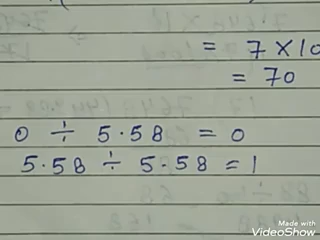 = 7 × 10
= 70
0 ÷ 5.58 = 0
5.58 ÷ 5.58 = 1
Made with
VideoShow